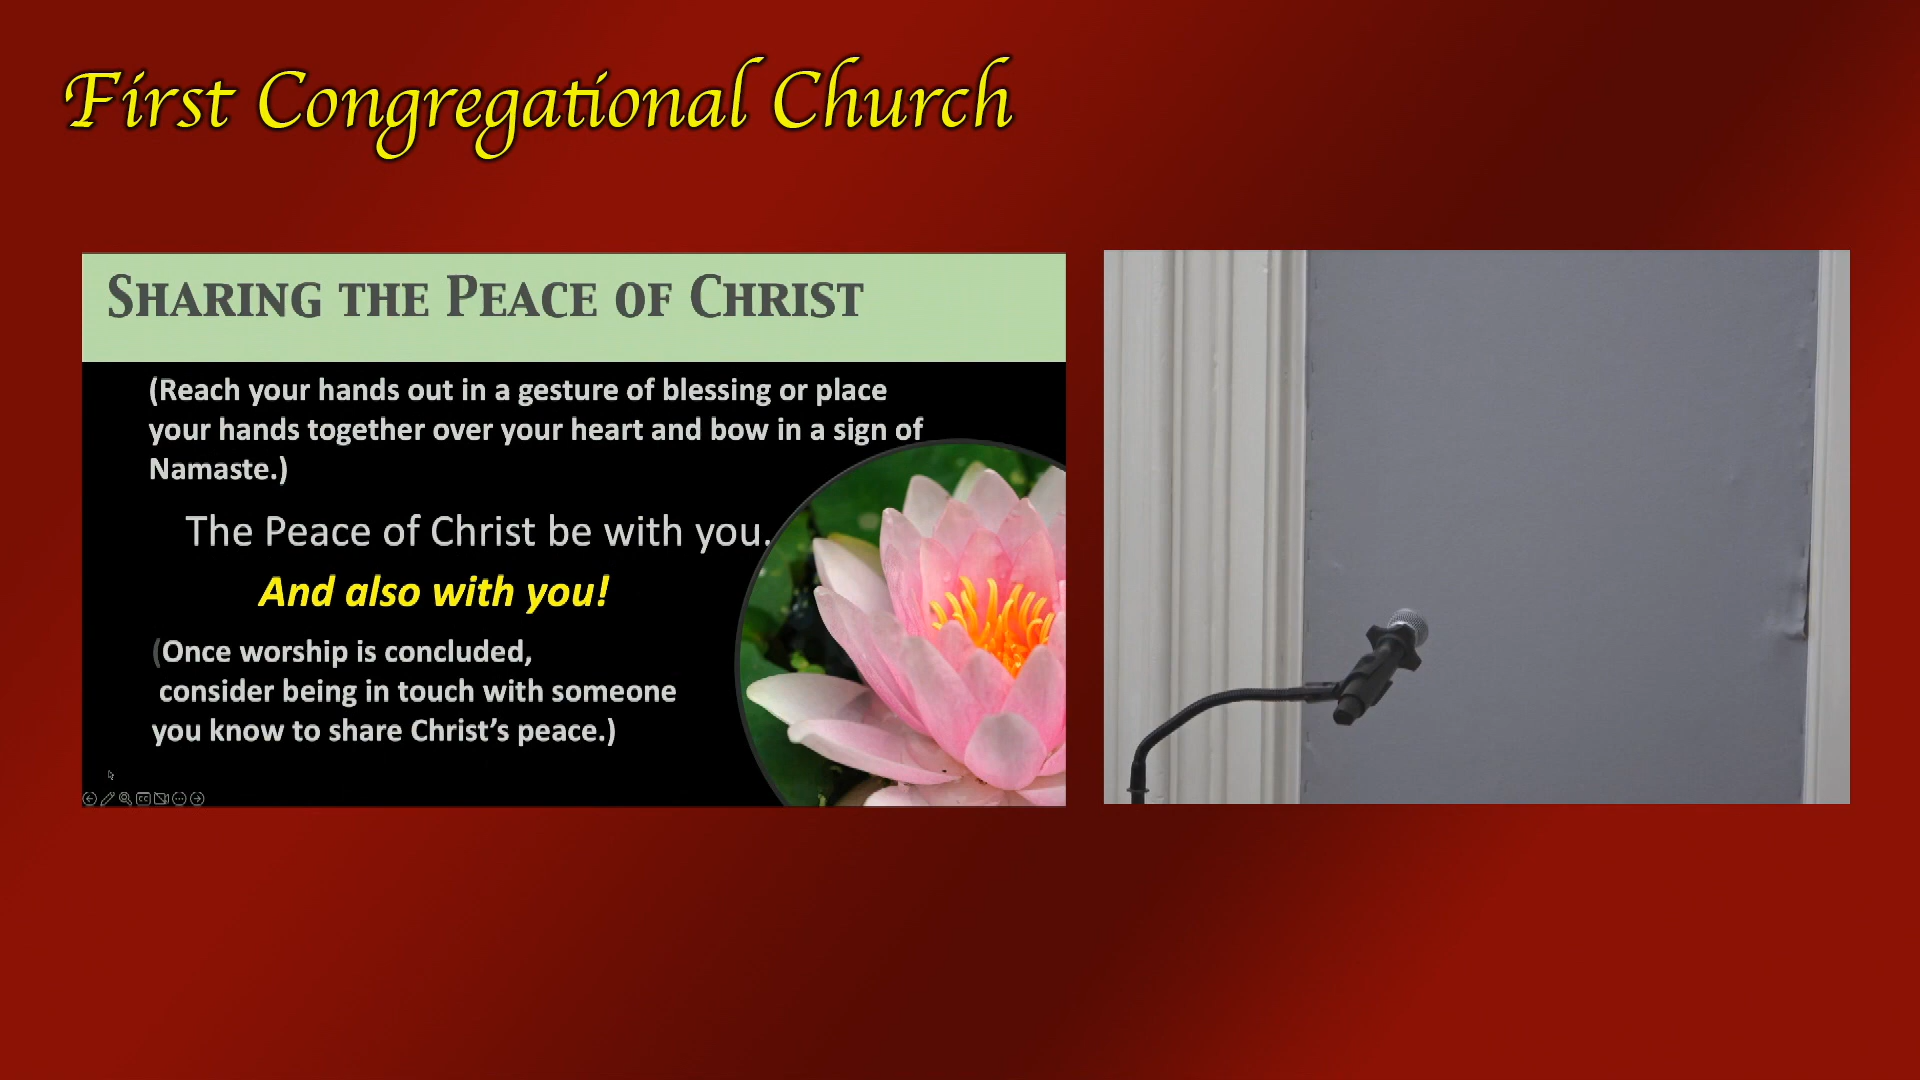 First Congregational Church
Sharing the Peace of Christ
(Reach your hands out in a gesture of blessing or place
your hands together over your heart and bow in a sign of
Namaste.)
The Peace of Christ be with you.
And also with you!
(Once worship is concluded,
consider being in touch with someone
you know to share Christ’s peace.)